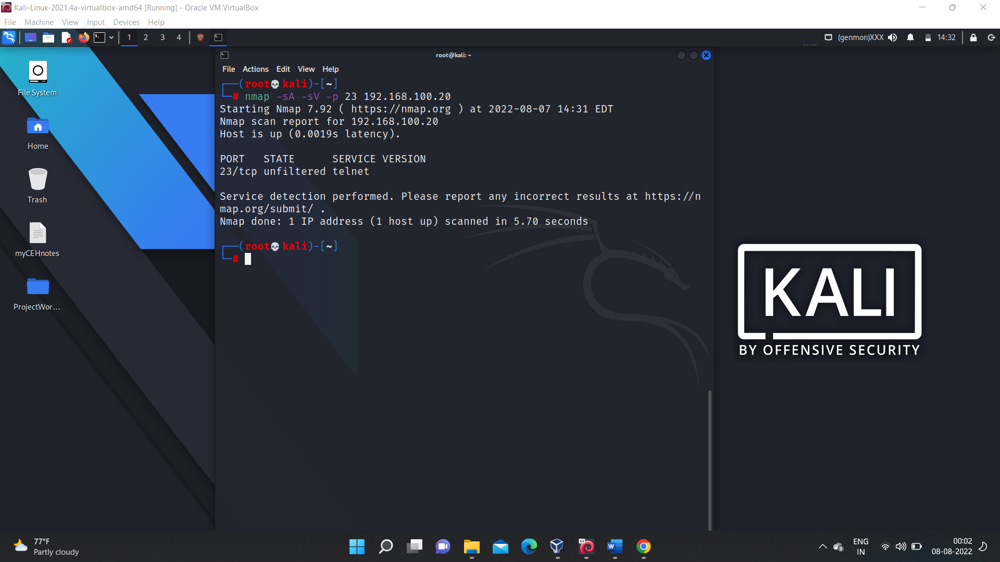 Kali-Linux-2021.4a-virtualbox-amd64 [Running] - Oracle VM VirtualBox
File Machine View Input Devices Help
1 2 3 4
(genmon)XXX 14:32
root@kali: ~
File Actions Edit View Help
┌──(root💀kali)-[~]
└─# nmap -sA -sV -p 23 192.168.100.20
Starting Nmap 7.92 ( https://nmap.org ) at 2022-08-07 14:31 EDT
Nmap scan report for 192.168.100.20
Host is up (0.0019s latency).
PORT STATE SERVICE VERSION
23/tcp unfiltered telnet
Service detection performed. Please report any incorrect results at https://n
map.org/submit/ .
Nmap done: 1 IP address (1 host up) scanned in 5.70 seconds
┌──(root💀kali)-[~]
└─#
File System
Home
Trash
myCEHnotes
ProjectWor...
KALI
BY OFFENSIVE SECURITY
77°F
Partly cloudy
64
W
ENG
IN
00:02
08-08-2022